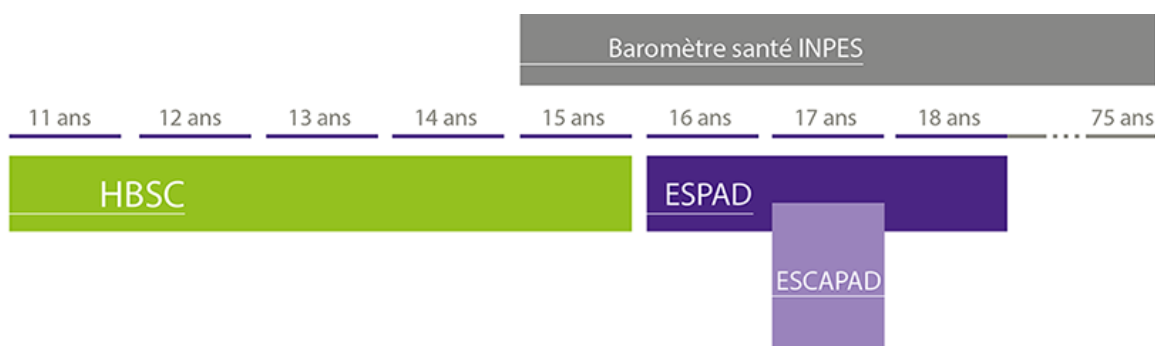 Baromètre santé INPES
11 ans 12 ans 13 ans 14 ans 15 ans 16 ans 17 ans 18 ans ... 75 ans
HBSC ESPAD
ESCAPAD